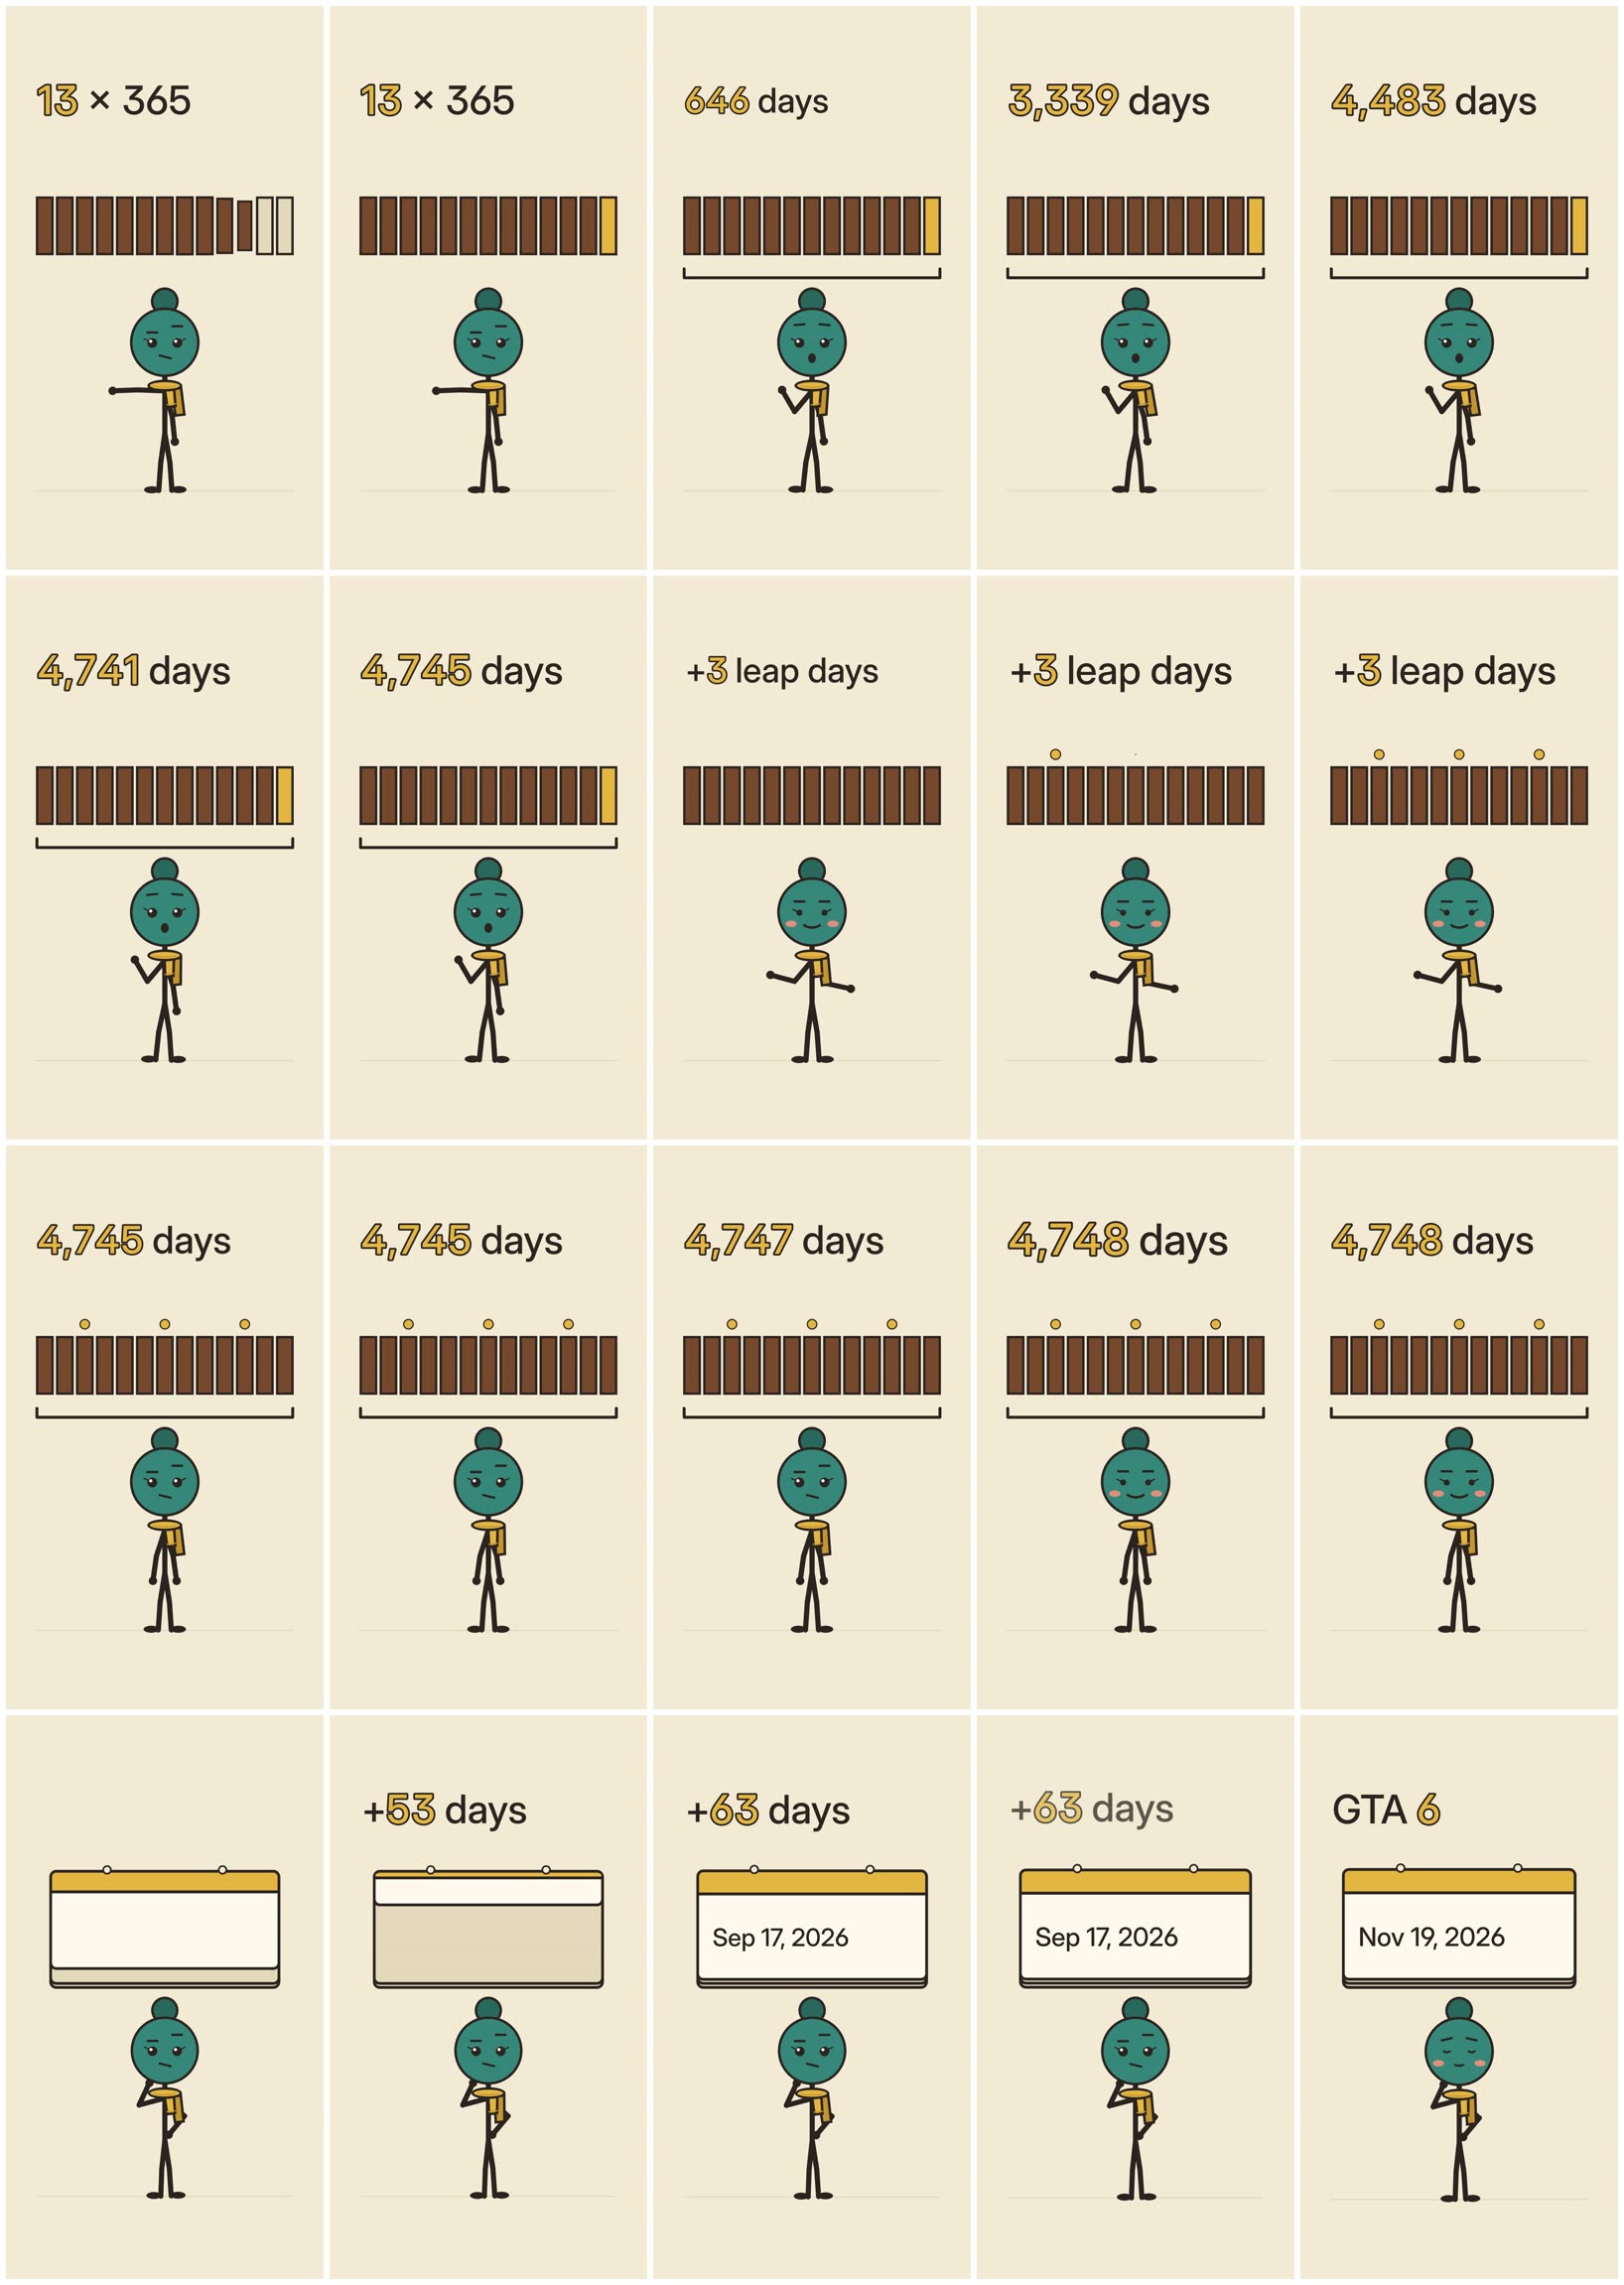 13 × 365
13 × 365
646 days
3,339 days
4,483 days
4,741 days
4,745 days
+3 leap days
+3 leap days
+3 leap days
4,745 days
4,745 days
4,747 days
4,748 days
4,748 days
+53 days
+63 days
Sep 17, 2026
+63 days
Sep 17, 2026
GTA 6
Nov 19, 2026